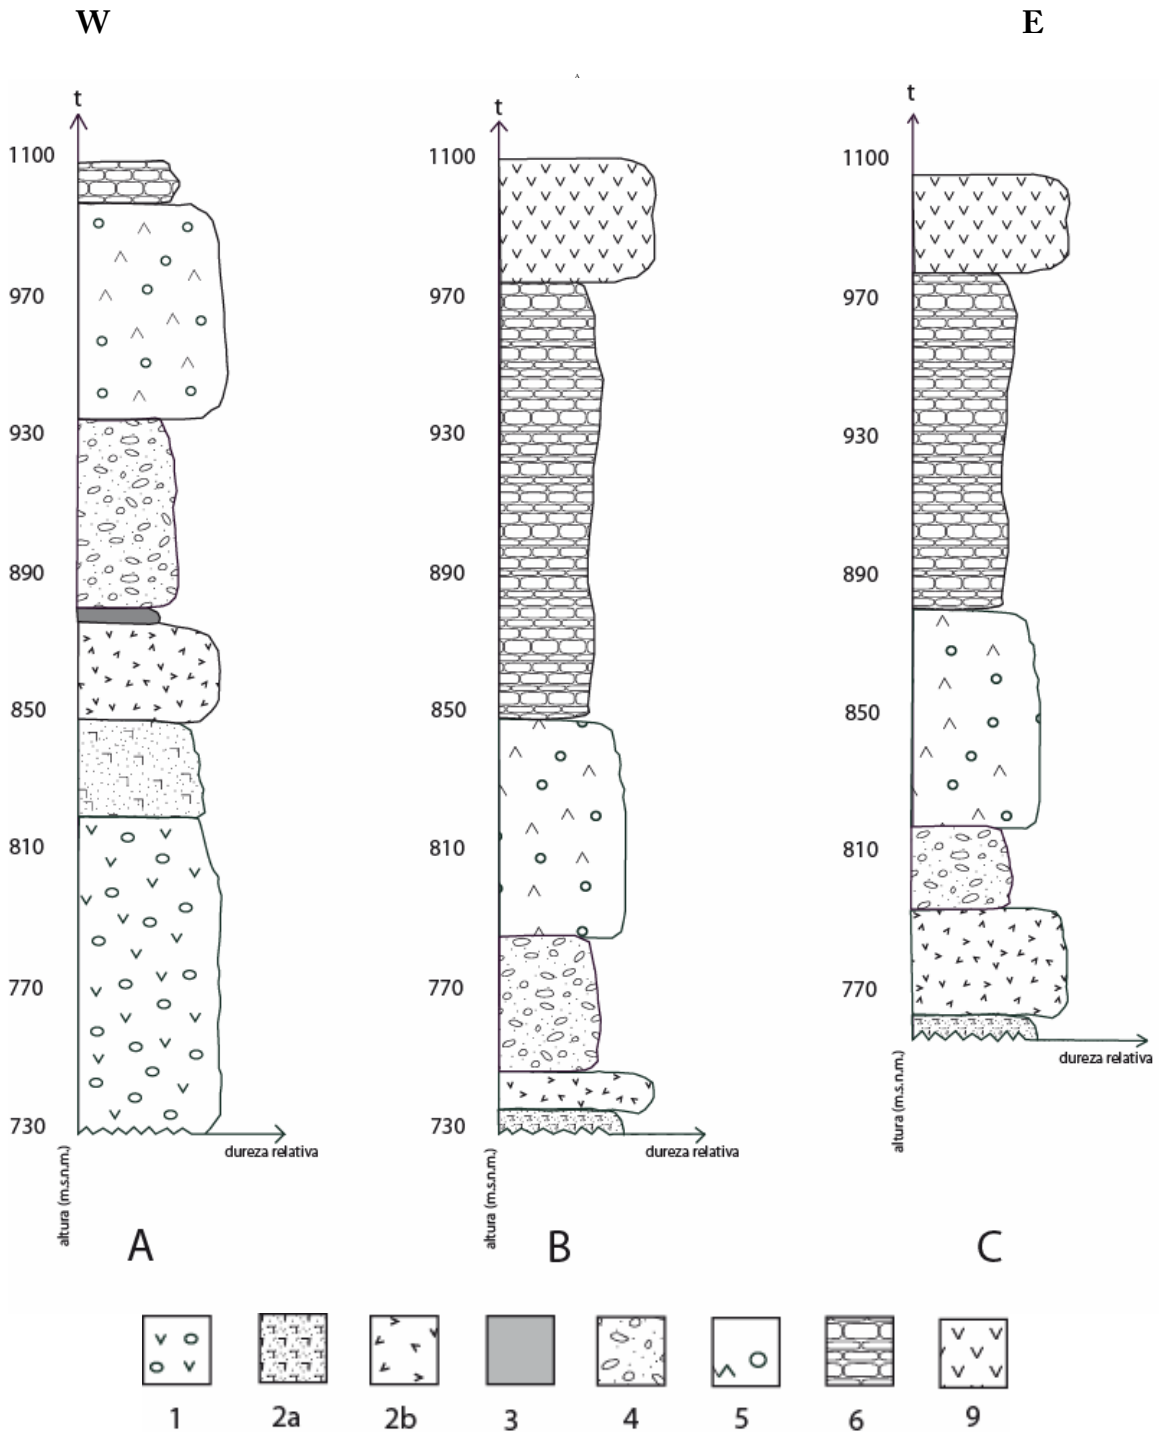 W E
A
t
1100
970
930
890
850
810
770
730
dureza relativa
altura (m.s.n.m.)
A
t
1100
970
930
890
850
810
770
730
dureza relativa
altura (m.s.n.m.)
B
t
1100
970
930
890
850
810
770
dureza relativa
altura (m.s.n.m.)
C
1 2a 2b 3 4 5 6 9